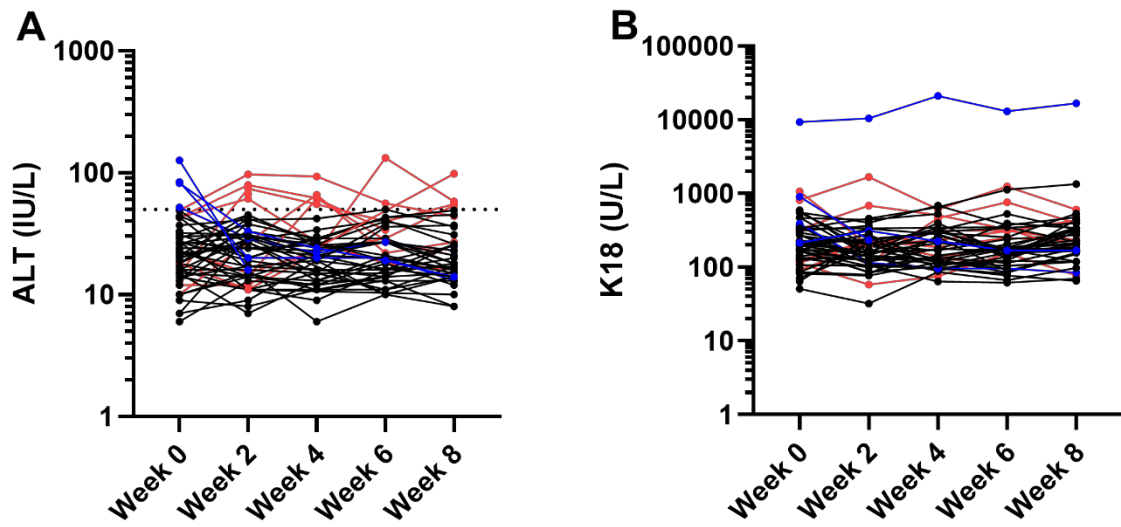 A
ALT (IU/L)
1000
100
10
1
Week 0
Week 2
Week 4
Week 6
Week 8
B
K18 (U/L)
100000
10000
1000
100
10
1
Week 0
Week 2
Week 4
Week 6
Week 8